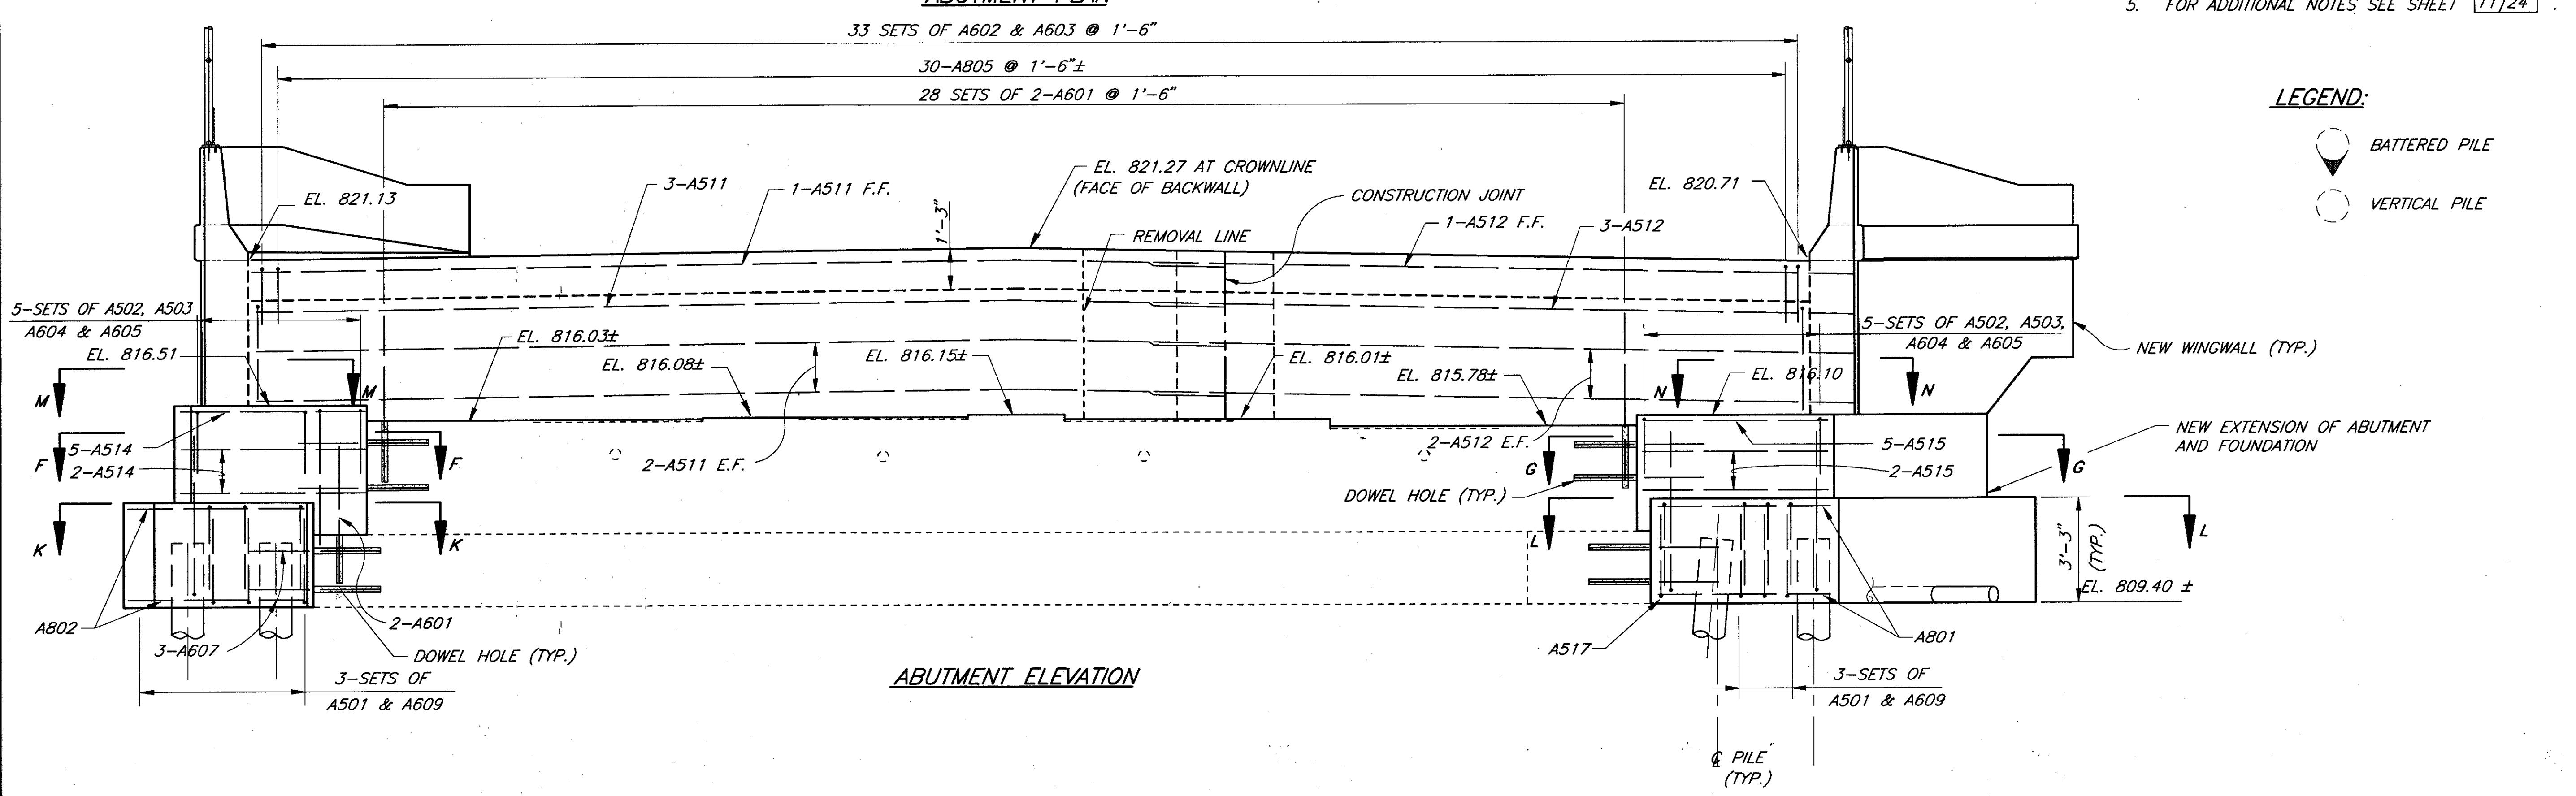 ABUTMENT PLAN
5. FOR ADDITIONAL NOTES SEE SHEET 11/24 .
33 SETS OF A602 & A603 @ 1'-6"
30-A805 @ 1'-6"±
28 SETS OF 2-A601 @ 1'-6"
LEGEND:
BATTERED PILE
VERTICAL PILE
EL. 821.13
3-A511
1-A511 F.F.
1'-3"
EL. 821.27 AT CROWNLINE
(FACE OF BACKWALL)
CONSTRUCTION JOINT
REMOVAL LINE
1-A512 F.F.
3-A512
EL. 820.71
5-SETS OF A502, A503
A604 & A605
EL. 816.51
EL. 816.03±
EL. 816.08±
EL. 816.15±
EL. 816.01±
EL. 815.78±
5-SETS OF A502, A503,
A604 & A605
EL. 816.10
NEW WINGWALL (TYP.)
M
M
N
N
5-A514
2-A514
F
F
2-A511 E.F.
2-A512 E.F.
G
5-A515
2-A515
G
NEW EXTENSION OF ABUTMENT
AND FOUNDATION
DOWEL HOLE (TYP.)
K
K
L
L
3'-3"
(TYP.)
EL. 809.40 ±
A802
3-A607
2-A601
DOWEL HOLE (TYP.)
A517
A801
3-SETS OF
A501 & A609
ABUTMENT ELEVATION
3-SETS OF
A501 & A609
℄ PILE
(TYP.)